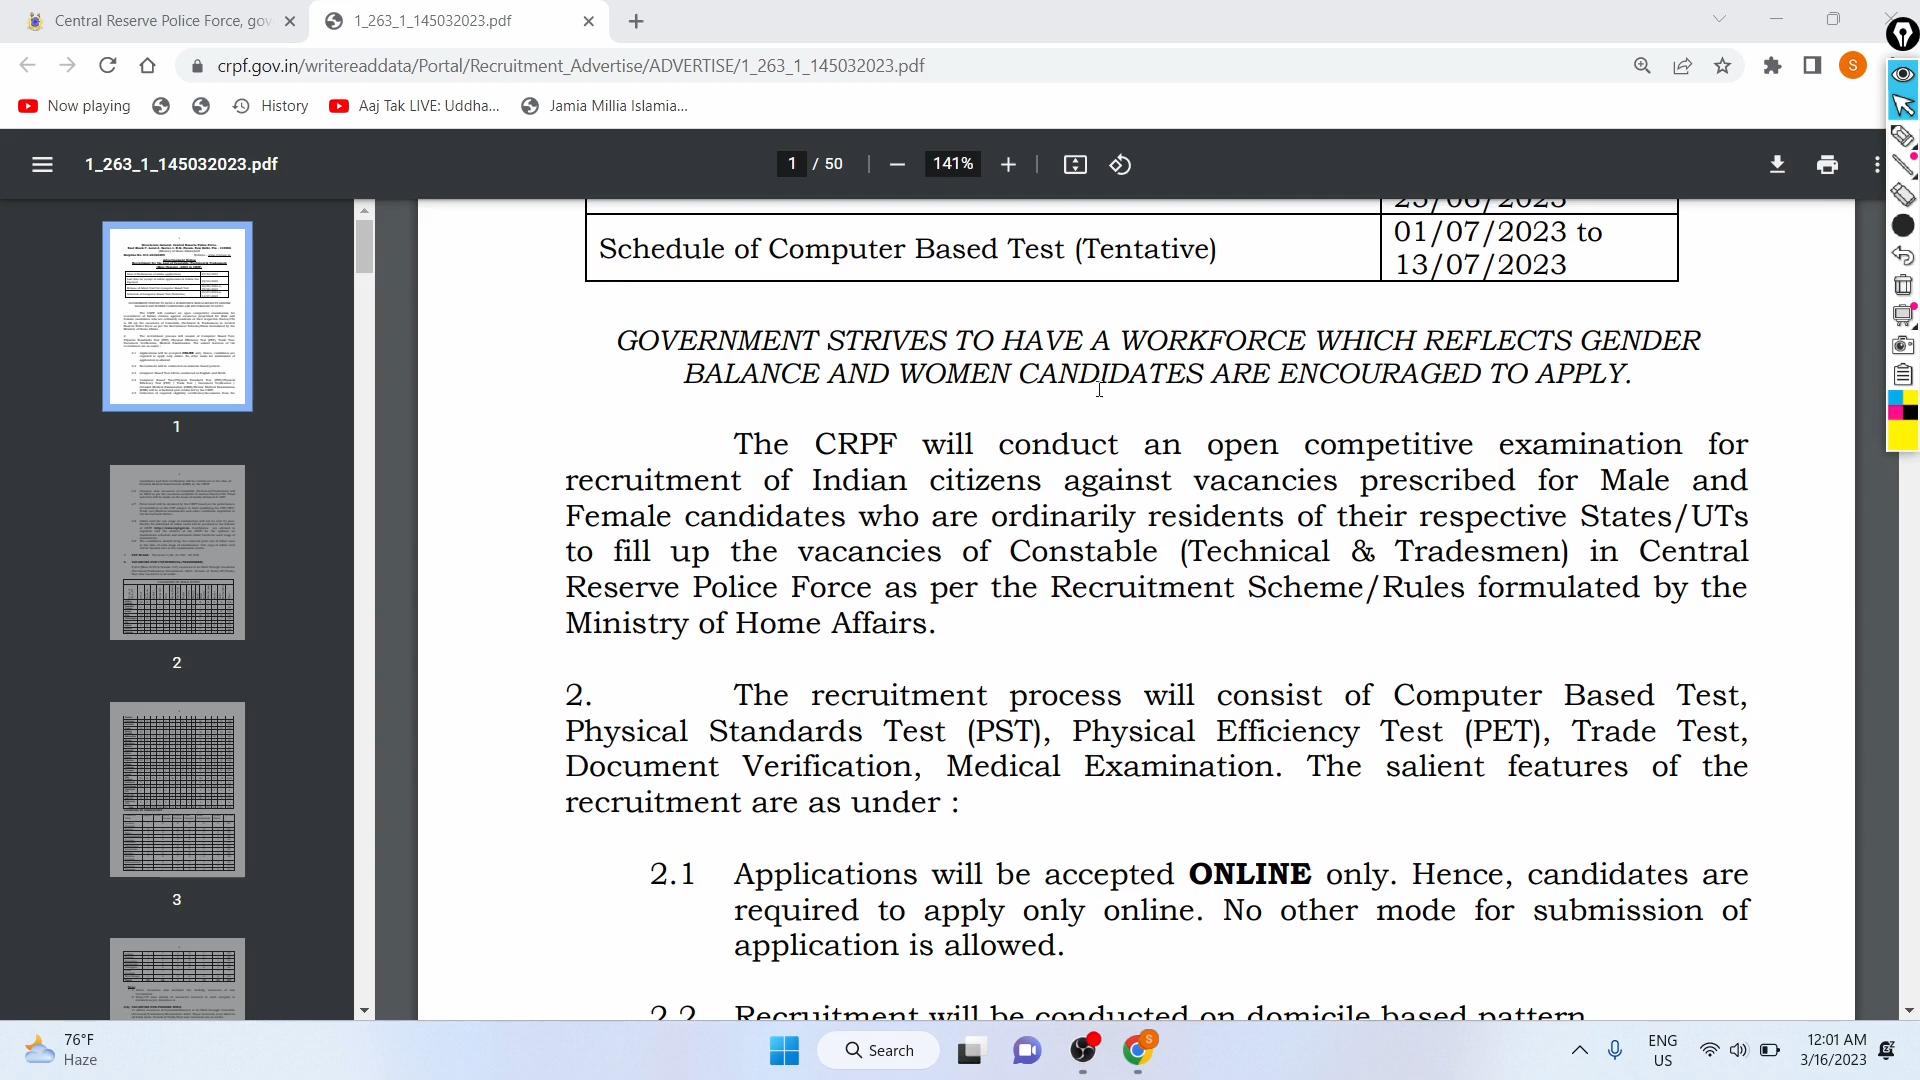 Central Reserve Police Force, gov
1_263_1_145032023.pdf
crpf.gov.in/writereaddata/Portal/Recruitment_Advertise/ADVERTISE/1_263_1_145032023.pdf
S
Now playing
History
Aaj Tak LIVE: Uddha...
Jamia Millia Islamia...
1_263_1_145032023.pdf
1 / 50
141%
1
2
3
23/06/2023
Schedule of Computer Based Test (Tentative)
01/07/2023 to
13/07/2023
GOVERNMENT STRIVES TO HAVE A WORKFORCE WHICH REFLECTS GENDER
BALANCE AND WOMEN CANDIDATES ARE ENCOURAGED TO APPLY.
The CRPF will conduct an open competitive examination for
recruitment of Indian citizens against vacancies prescribed for Male and
Female candidates who are ordinarily residents of their respective States/UTs
to fill up the vacancies of Constable (Technical & Tradesmen) in Central
Reserve Police Force as per the Recruitment Scheme/Rules formulated by the
Ministry of Home Affairs.
2. The recruitment process will consist of Computer Based Test,
Physical Standards Test (PST), Physical Efficiency Test (PET), Trade Test,
Document Verification, Medical Examination. The salient features of the
recruitment are as under :
2.1 Applications will be accepted ONLINE only. Hence, candidates are
required to apply only online. No other mode for submission of
application is allowed.
2.2 Recruitment will be conducted on domicile based pattern
76°F
Haze
Search
S
ENG
US
12:01 AM
3/16/2023